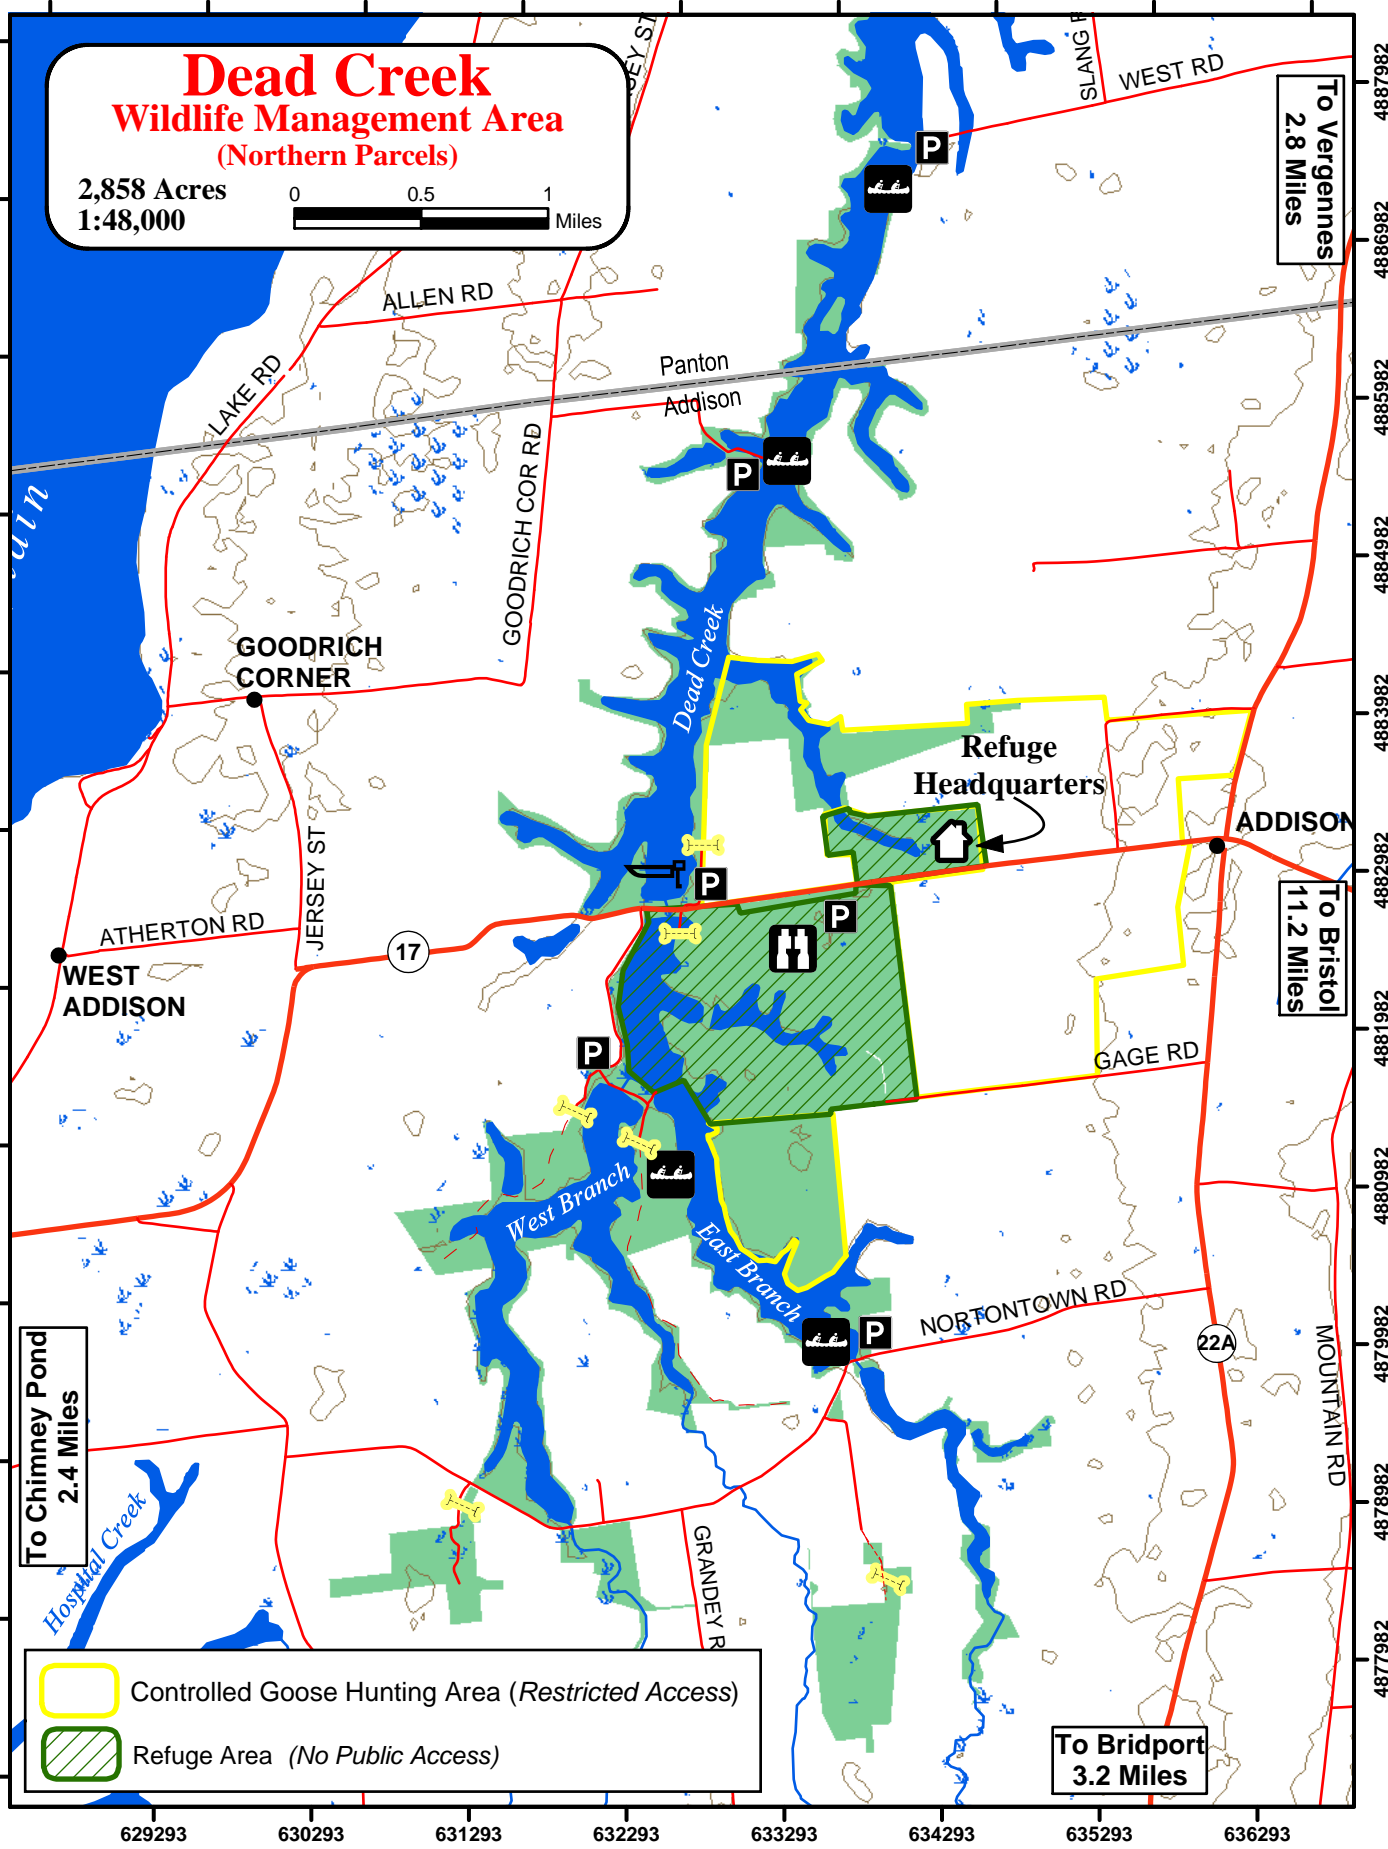 Dead Creek
Wildlife Management Area
(Northern Parcels)
2,858 Acres
1:48,000
0 0.5 1
Miles
SEY ST
SLANG R
WEST RD
P
To Vergennes
2.8 Miles
4887982
4886982
4885982
4884982
4883982
4882982
4881982
4880982
4879982
4878982
4877982
ALLEN RD
LAKE RD
Panton
Addison
P
GOODRICH COR RD
ain
GOODRICH
CORNER
Dead Creek
Refuge
Headquarters
ADDISON
JERSEY ST
P
P
To Bristol
11.2 Miles
ATHERTON RD
17
WEST
ADDISON
P
GAGE RD
West Branch
East Branch
P
NORTONTOWN RD
22A
MOUNTAIN RD
To Chimney Pond
2.4 Miles
Hospital Creek
GRANDEY R
Controlled Goose Hunting Area (Restricted Access)
Refuge Area (No Public Access)
To Bridport
3.2 Miles
629293 630293 631293 632293 633293 634293 635293 636293